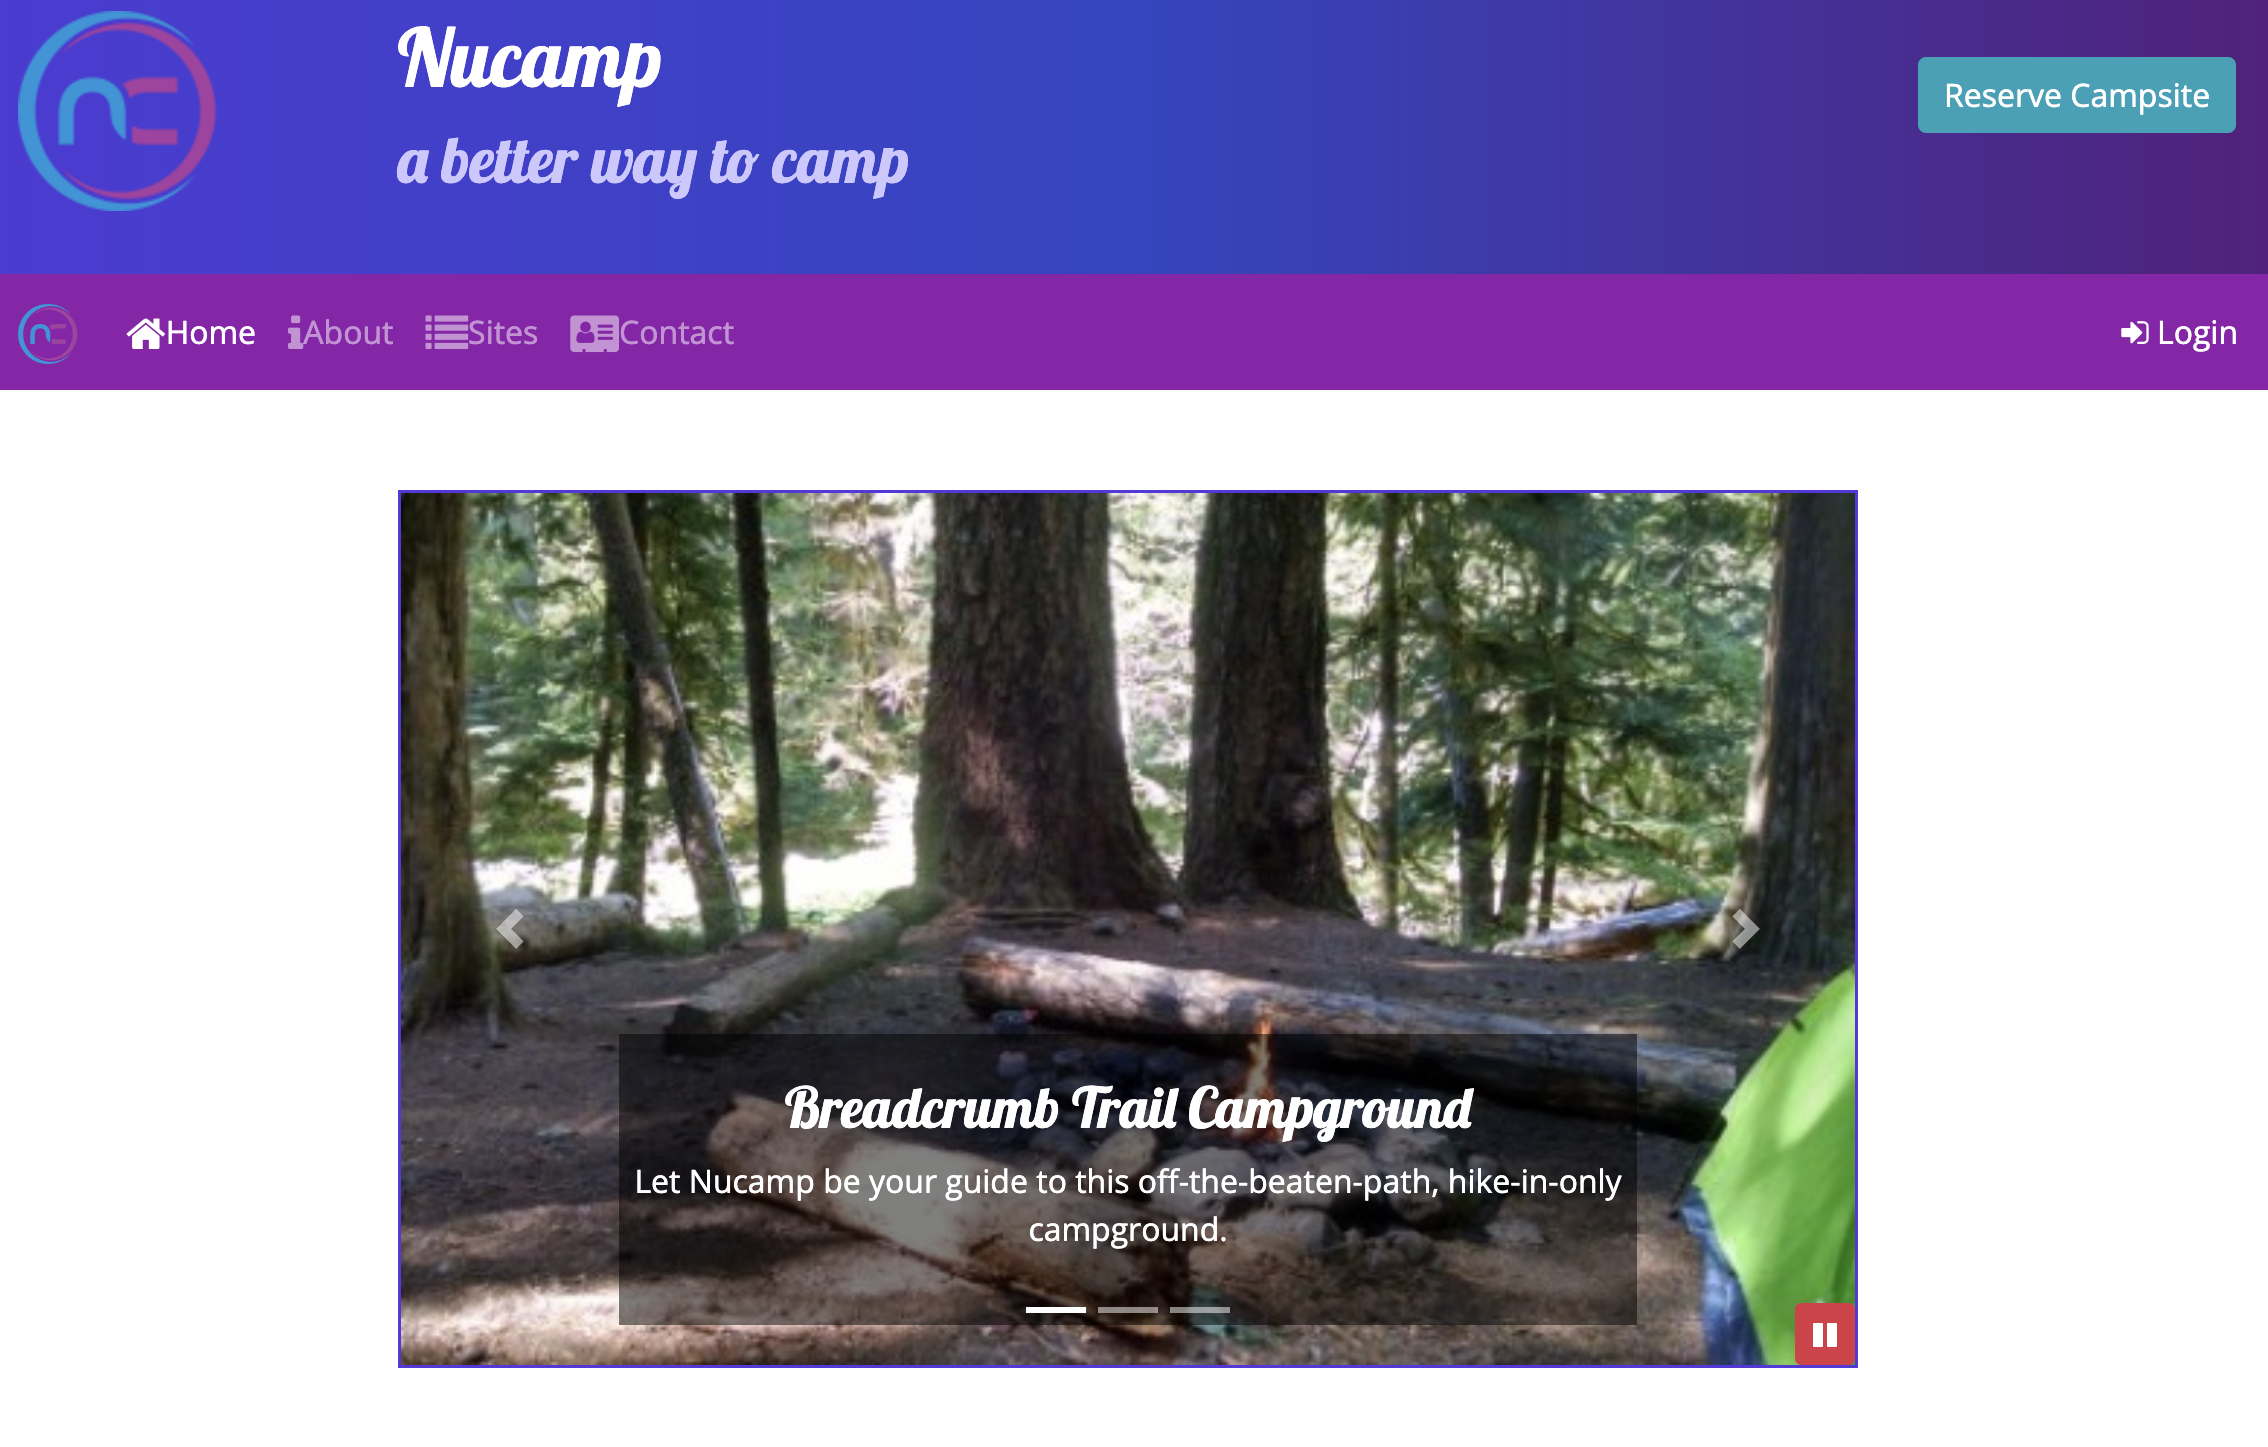 Nucamp
a better way to camp
Reserve Campsite
Home About Sites Contact Login
Breadcrumb Trail Campground
Let Nucamp be your guide to this off-the-beaten-path, hike-in-only
campground.